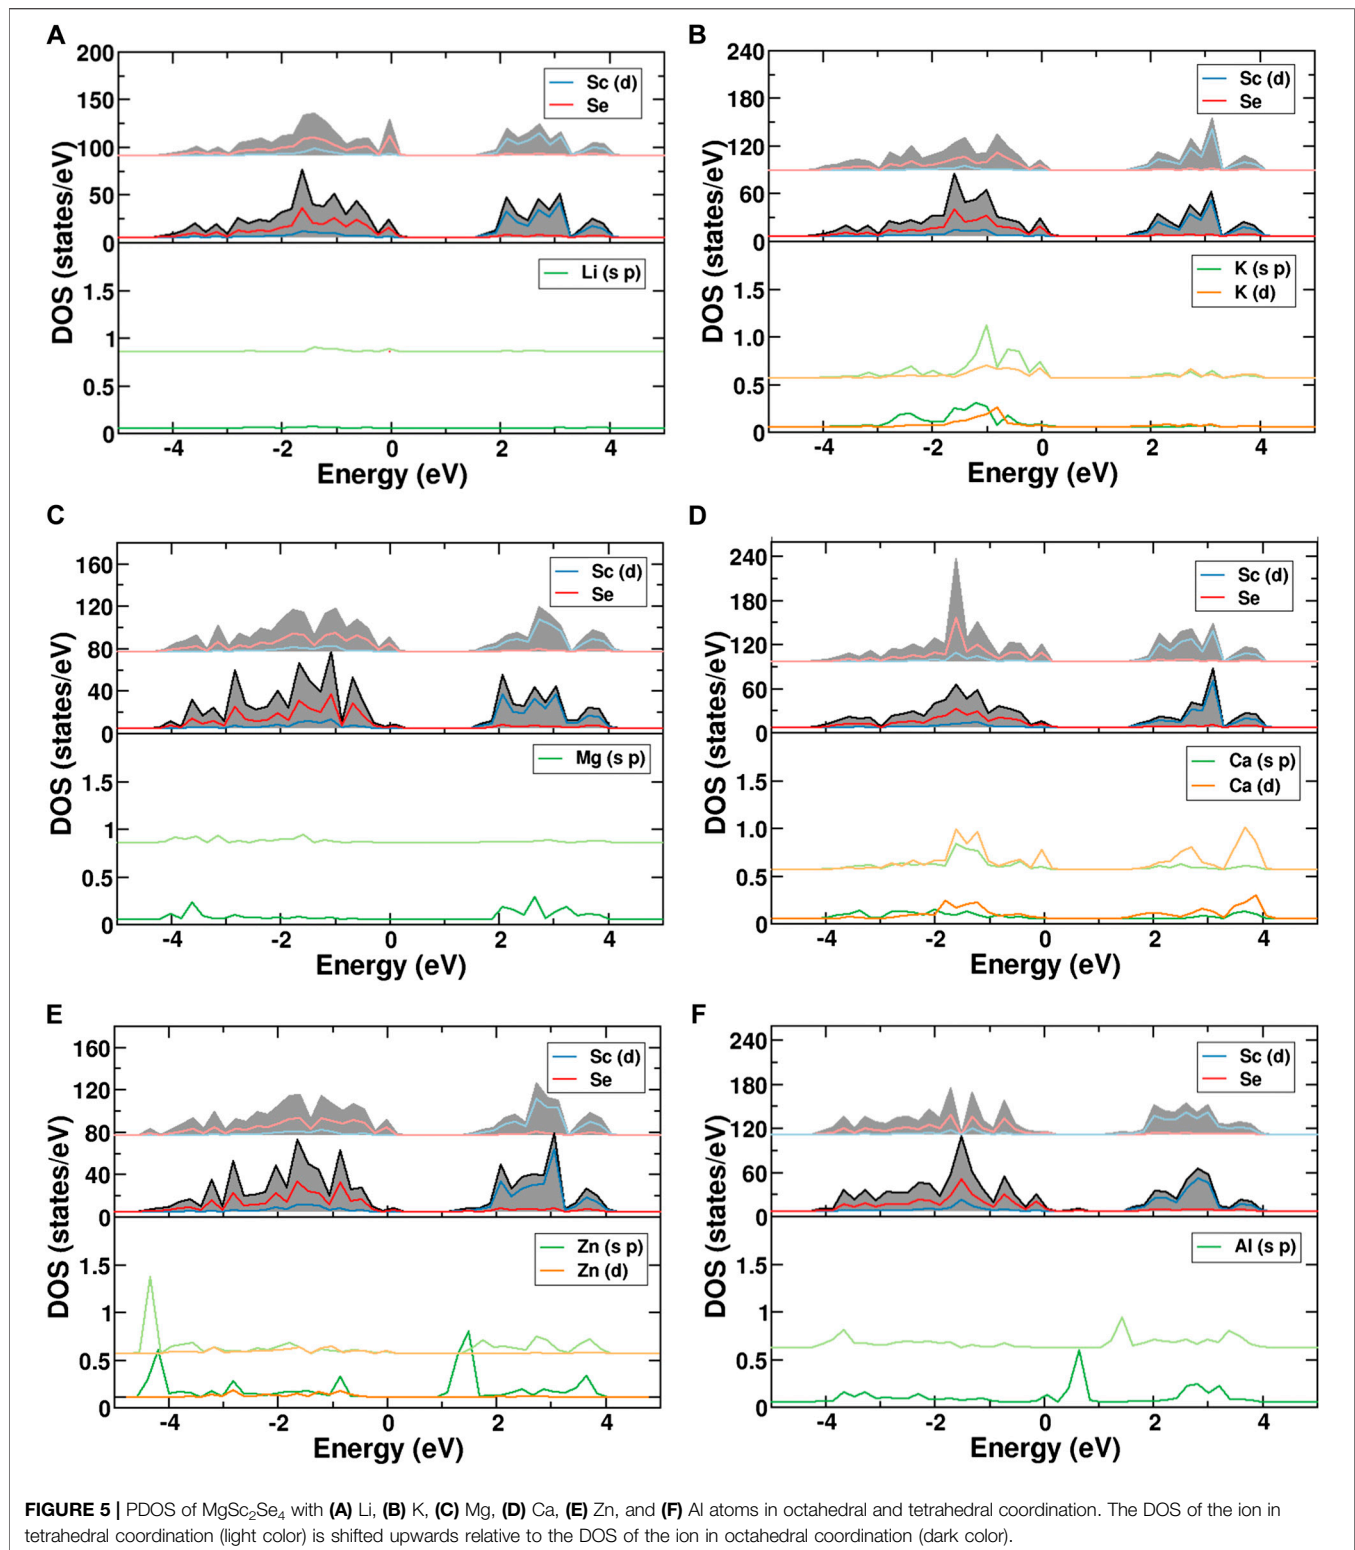 A
200
150
100
50
0
DOS (states/eV)
Sc (d)
Se
Li (s p)
1.5
1
0.5
0
-4
-2
0
2
4
Energy (eV)
B
240
180
120
60
0
DOS (states/eV)
Sc (d)
Se
K (s p)
K (d)
1.5
1.0
0.5
0
-4
-2
0
2
4
Energy (eV)
C
160
120
80
40
0
DOS (states/eV)
Sc (d)
Se
Mg (s p)
1.5
1
0.5
0
-4
-2
0
2
4
Energy (eV)
D
240
180
120
60
0
DOS (states/eV)
Sc (d)
Se
Ca (s p)
Ca (d)
1.5
1.0
0.5
0
-4
-2
0
2
4
Energy (eV)
E
160
120
80
40
0
DOS (states/eV)
Sc (d)
Se
Zn (s p)
Zn (d)
1.5
1
0.5
0
-4
-2
0
2
4
Energy (eV)
F
240
180
120
60
0
DOS (states/eV)
Sc (d)
Se
Al (s p)
1.5
1
0.5
0
-4
-2
0
2
4
Energy (eV)
FIGURE 5 | PDOS of MgSc₂Se₄ with (A) Li, (B) K, (C) Mg, (D) Ca, (E) Zn, and (F) Al atoms in octahedral and tetrahedral coordination. The DOS of the ion in
tetrahedral coordination (light color) is shifted upwards relative to the DOS of the ion in octahedral coordination (dark color).